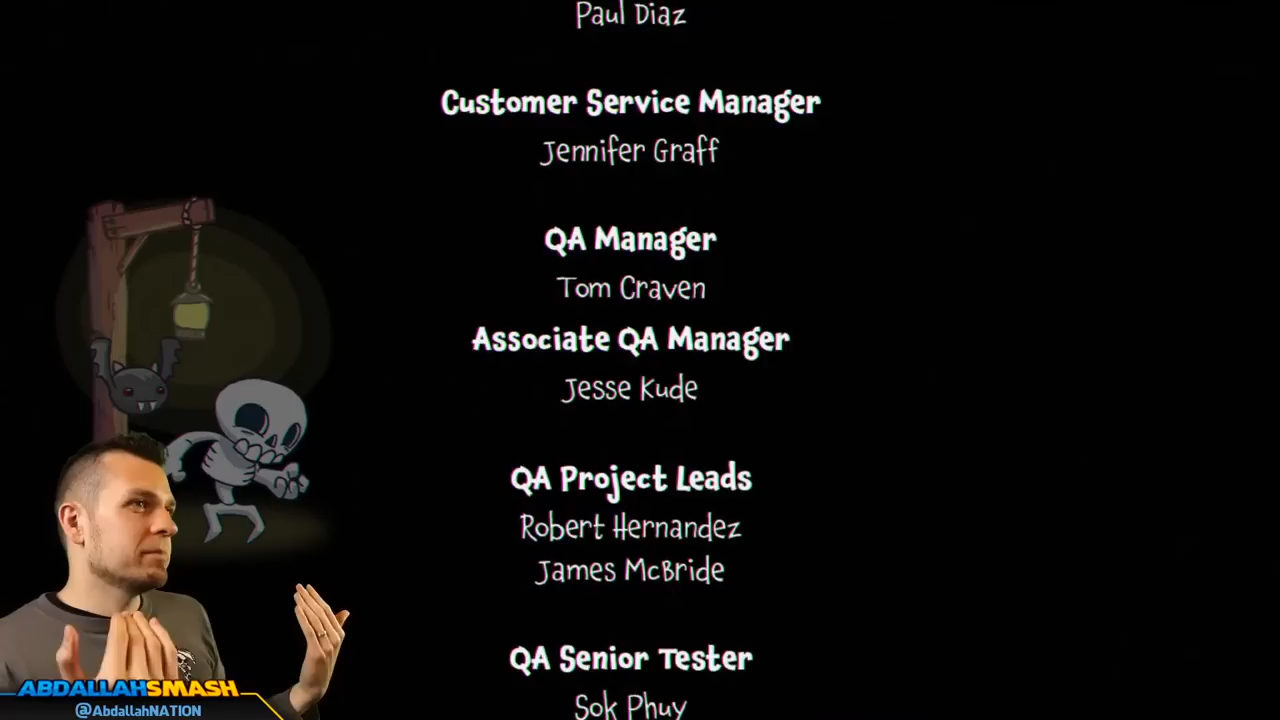 Paul Diaz
Customer Service Manager
Jennifer Graff
QA Manager
Tom Craven
Associate QA Manager
Jesse Kude
QA Project Leads
Robert Hernandez
James McBride
QA Senior Tester
Sok Phuy
ABDALLAHSMASH
@AbdallahNATION